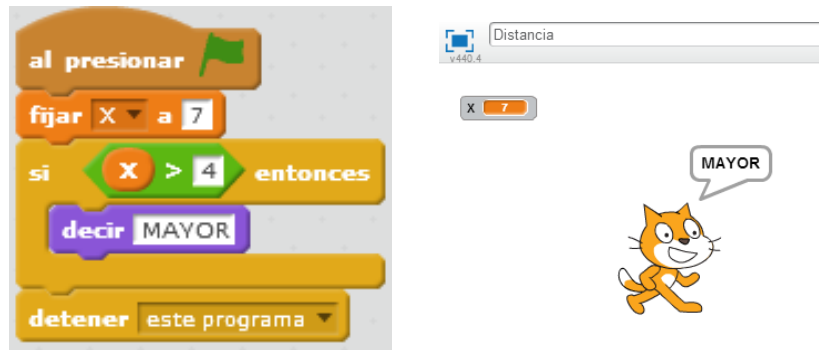 al presionar
fijar X a 7
si x > 4 entonces
decir MAYOR
detener este programa
Distancia
v440.4
X 7
MAYOR